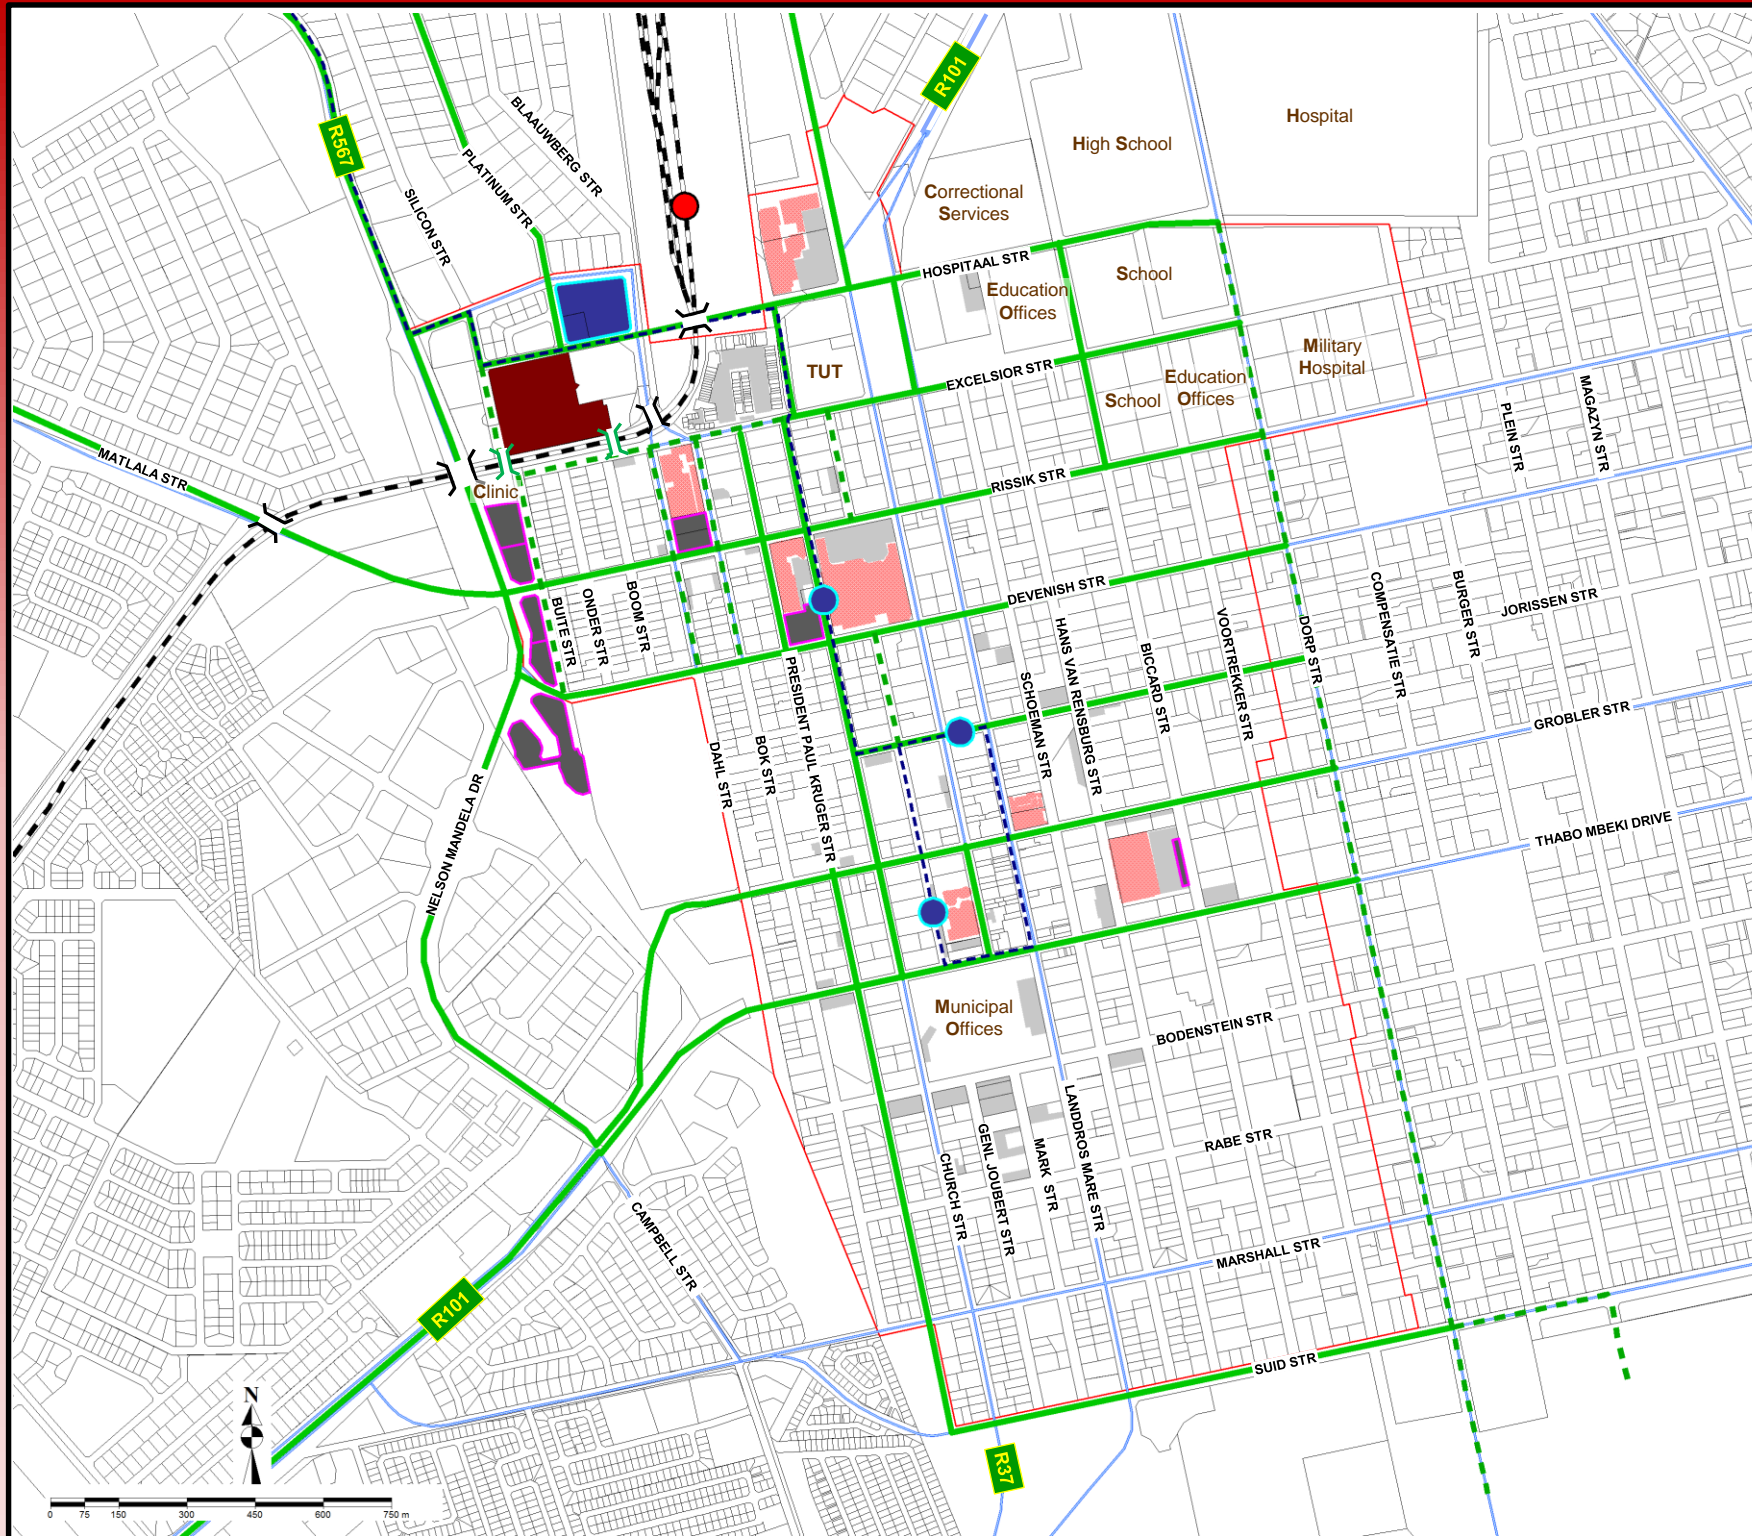 R101
BLAAUWBERG STR
R567
PLATINUM STR
SILICON STR
Hospital
High School
Correctional
Services
HOSPITAAL STR
School
Education
Offices
Military
Hospital
TUT
EXCELSIOR STR
Education
Offices
School
PLEIN STR
MAGAZYN STR
MATLALA STR
Clinic
RISSIK STR
BUITE STR
ONDER STR
BOOM STR
DEVENISH STR
COMPENSATIE STR
BURGER STR
JORISSEN STR
DORP STR
VOORTREKKER STR
BICCARD STR
HANS VAN RENSBURG STR
SCHOEMAN STR
PRESIDENT PAUL KRUGER STR
BOK STR
DAHL STR
GROBLER STR
NELSON MANDELA DR
THABO MBEKI DRIVE
Municipal
Offices
BODENSTEIN STR
RABE STR
LANDDROS MARE STR
MARK STR
GENL JOUBERT STR
CHURCH STR
CAMPBELL STR
MARSHALL STR
R101
SUID STR
R37
N
0 75 150 300 450 600 750 m